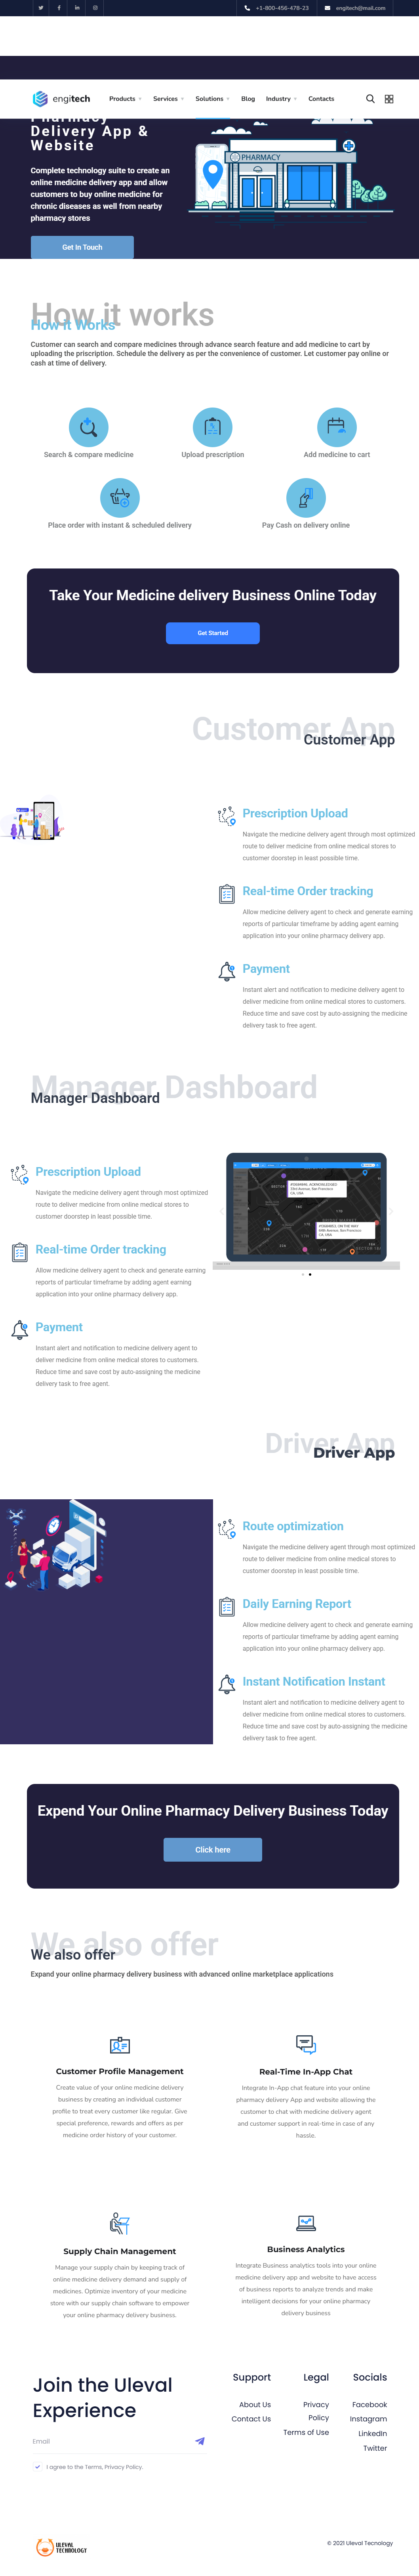 +1-800-456-478-23
engitech@mail.com
engitech
Products
Services
Solutions
Blog
Industry
Contacts
Pharmacy
Delivery App &
Website
Complete technology suite to create an
online medicine delivery app and allow
customers to buy online medicine for
chronic diseases as well from nearby
pharmacy stores
Get In Touch
PHARMACY
How it works
How it Works
Customer can search and compare medicines through advance search feature and add medicine to cart by
uploading the priscription. Schedule the delivery as per the convenience of customer. Let customer pay online or
cash at time of delivery.
Search & compare medicine
Upload prescription
Add medicine to cart
Place order with instant & scheduled delivery
Pay Cash on delivery online
Take Your Medicine delivery Business Online Today
Get Started
Customer App
Customer App
Prescription Upload
Navigate the medicine delivery agent through most optimized
route to deliver medicine from online medical stores to
customer doorstep in least possible time.
Real-time Order tracking
Allow medicine delivery agent to check and generate earning
reports of particular timeframe by adding agent earning
application into your online pharmacy delivery app.
Payment
Instant alert and notification to medicine delivery agent to
deliver medicine from online medical stores to customers.
Reduce time and save cost by auto-assigning the medicine
delivery task to free agent.
Manager Dashboard
Manager Dashboard
Prescription Upload
Navigate the medicine delivery agent through most optimized
route to deliver medicine from online medical stores to
customer doorstep in least possible time.
Real-time Order tracking
Allow medicine delivery agent to check and generate earning
reports of particular timeframe by adding agent earning
application into your online pharmacy delivery app.
Payment
Instant alert and notification to medicine delivery agent to
deliver medicine from online medical stores to customers.
Reduce time and save cost by auto-assigning the medicine
delivery task to free agent.
Driver App
Driver App
Route optimization
Navigate the medicine delivery agent through most optimized
route to deliver medicine from online medical stores to
customer doorstep in least possible time.
Daily Earning Report
Allow medicine delivery agent to check and generate earning
reports of particular timeframe by adding agent earning
application into your online pharmacy delivery app.
Instant Notification Instant
Instant alert and notification to medicine delivery agent to
deliver medicine from online medical stores to customers.
Reduce time and save cost by auto-assigning the medicine
delivery task to free agent.
Expend Your Online Pharmacy Delivery Business Today
Click here
We also offer
We also offer
Expand your online pharmacy delivery business with advanced online marketplace applications
Customer Profile Management
Create value of your online medicine delivery
business by creating an individual customer
profile to treat every customer like regular. Give
special preference, rewards and offers as per
medicine order history of your customer.
Real-Time In-App Chat
Integrate In-App chat feature into your online
pharmacy delivery App and website allowing the
customer to chat with medicine delivery agent
and customer support in real-time in case of any
hassle.
Supply Chain Management
Manage your supply chain by keeping track of
online medicine delivery demand and supply of
medicines. Optimize inventory of your medicine
store with our supply chain software to empower
your online pharmacy delivery business.
Business Analytics
Integrate Business analytics tools into your online
medicine delivery app and website to have access
of business reports to analyze trends and make
intelligent decisions for your online pharmacy
delivery business
Join the Uleval
Experience
Email
I agree to the Terms, Privacy Policy.
Support
About Us
Contact Us
Legal
Privacy
Policy
Terms of Use
Socials
Facebook
Instagram
LinkedIn
Twitter
ULEVAL
TECHNOLOGY
© 2021 Uleval Tecnology